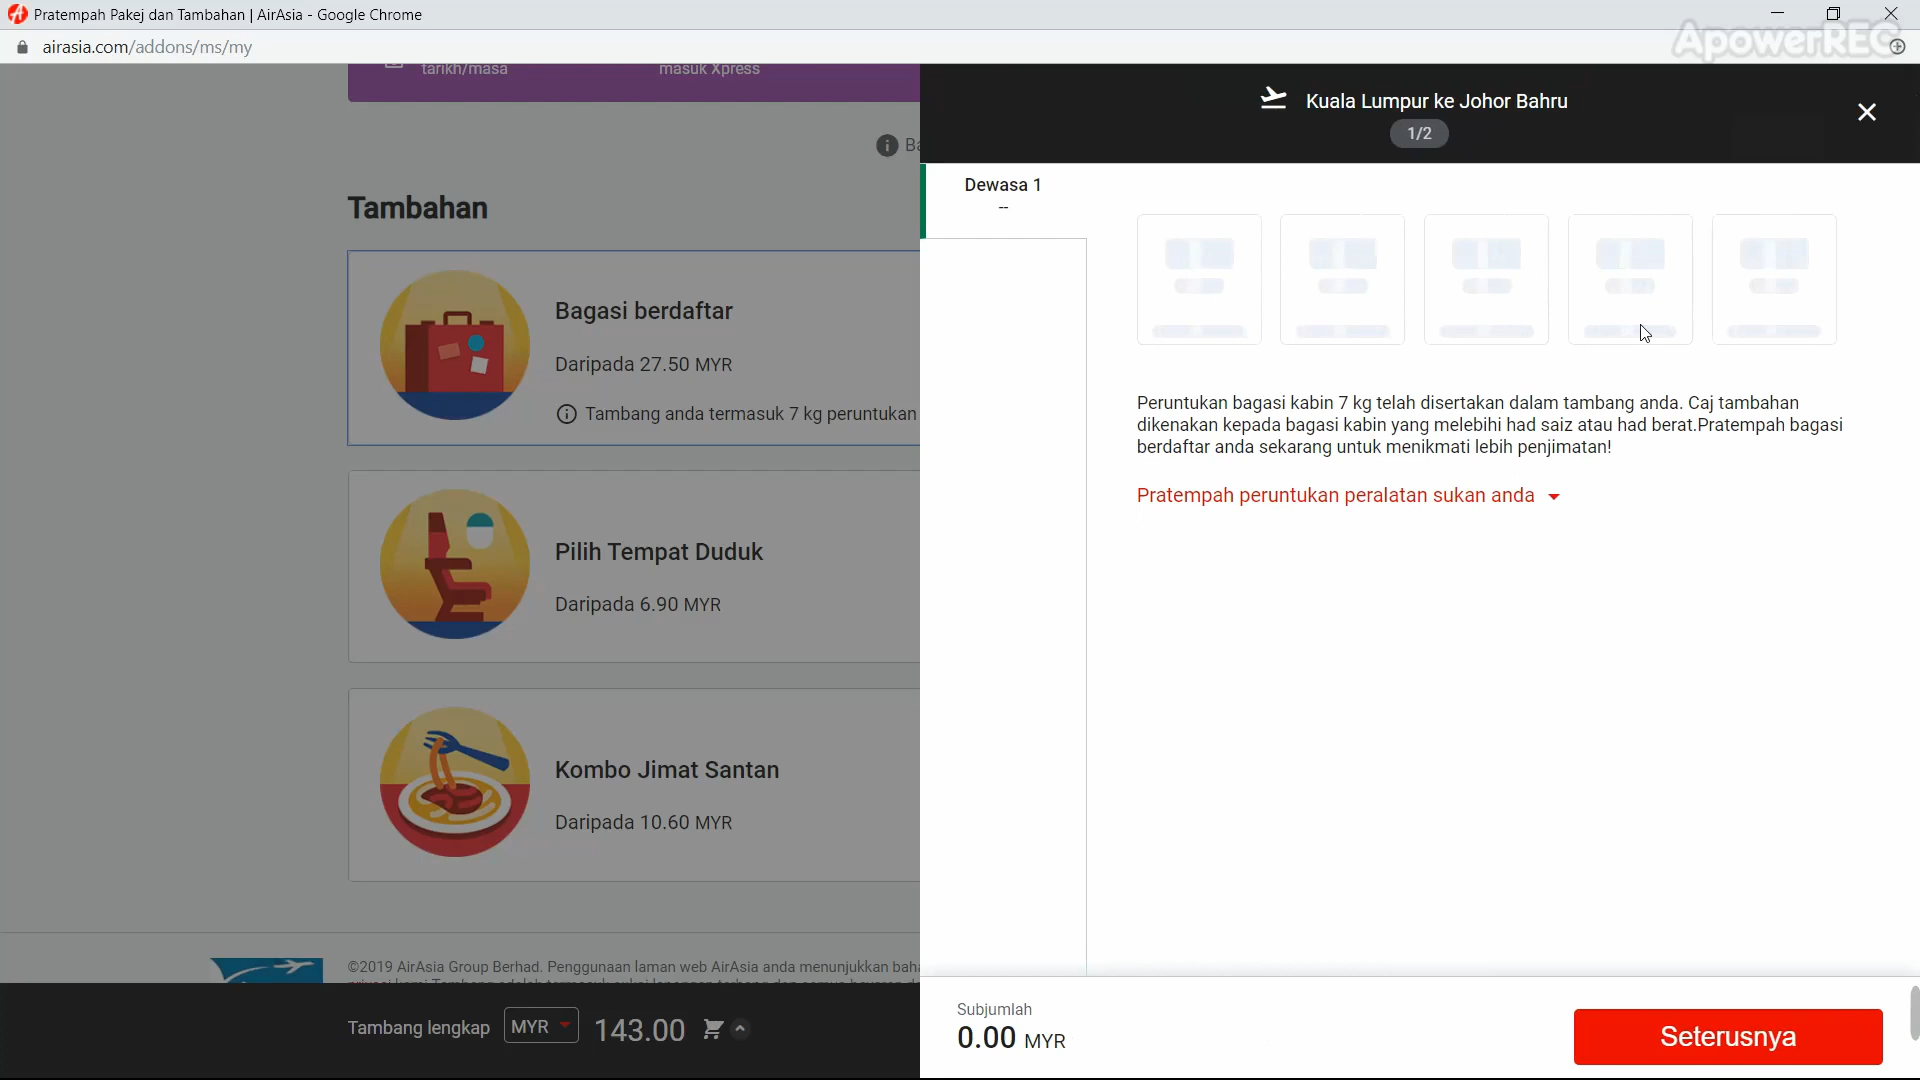 Pratempah Pakej dan Tambahan | AirAsia - Google Chrome
airasia.com/addons/ms/my
ApowerREC
tarikh/masa
masuk Xpress
Kuala Lumpur ke Johor Bahru
1/2
Tambahan
Bagasi berdaftar
Daripada 27.50 MYR
Tambang anda termasuk 7 kg peruntukan
Pilih Tempat Duduk
Daripada 6.90 MYR
Kombo Jimat Santan
Daripada 10.60 MYR
©2019 AirAsia Group Berhad. Penggunaan laman web AirAsia anda menunjukkan
Tambang lengkap MYR 143.00
Dewasa 1
--
Peruntukan bagasi kabin 7 kg telah disertakan dalam tambang anda. Caj tambahan
dikenakan kepada bagasi kabin yang melebihi had saiz atau had berat.Pratempah bagasi
berdaftar anda sekarang untuk menikmati lebih penjimatan!
Pratempah peruntukan peralatan sukan anda
Subjumlah
0.00 MYR
Seterusnya